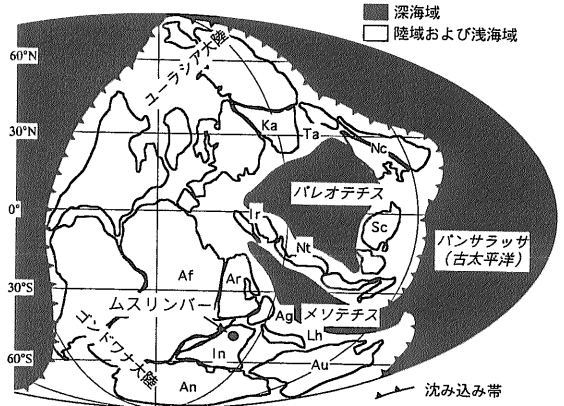 深海域
陸域および浅海域
60°N
ユーラシア大陸
Ka
Ta
30°N
Nc
パレオテチス
0°
Ir
Sc
パンサラッサ
(古太平洋)
Nt
Af
Ar
30°S
メソテチス
ムスリンバー
Ag
Lh
ゴンドワナ大陸
In
Au
60°S
An
沈み込み帯